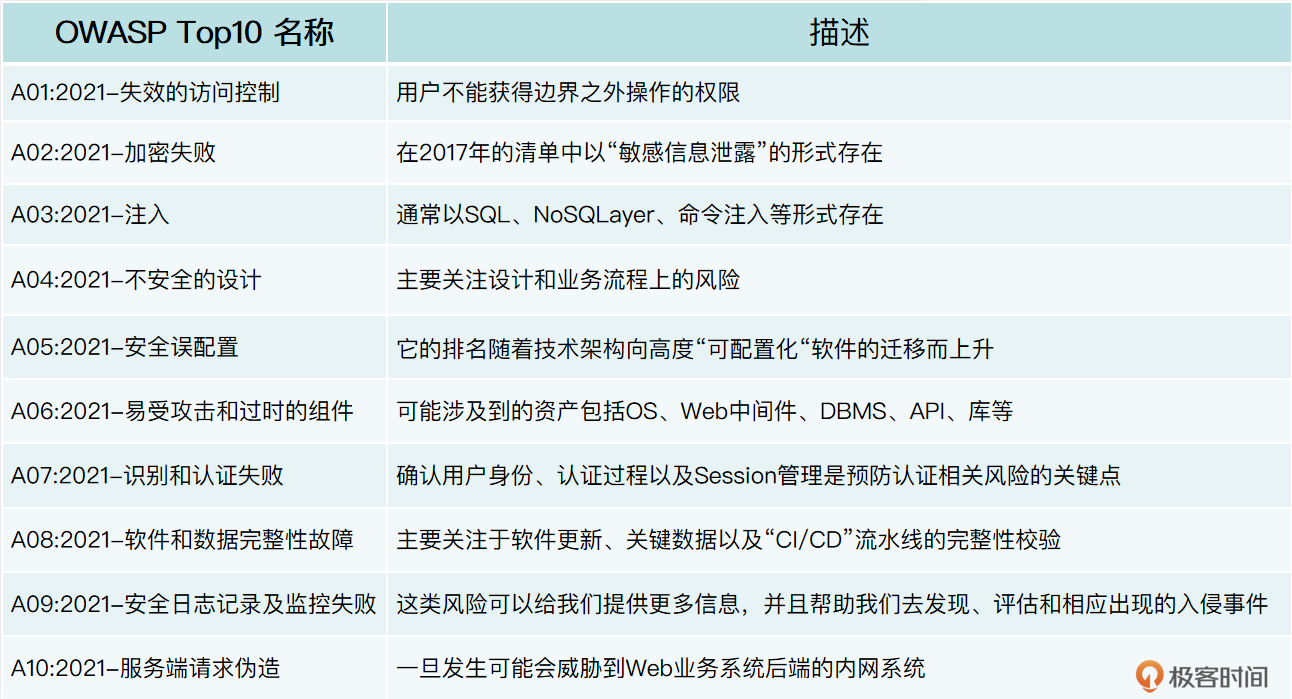 OWASP Top10 名称 描述
A01:2021-失效的访问控制 用户不能获得边界之外操作的权限
A02:2021-加密失败 在2017年的清单中以“敏感信息泄露”的形式存在
A03:2021-注入 通常以SQL、NoSQLayer、命令注入等形式存在
A04:2021-不安全的设计 主要关注设计和业务流程上的风险
A05:2021-安全误配置 它的排名随着技术架构向高度“可配置化“软件的迁移而上升
A06:2021-易受攻击和过时的组件 可能涉及到的资产包括OS、Web中间件、DBMS、API、库等
A07:2021-识别和认证失败 确认用户身份、认证过程以及Session管理是预防认证相关风险的关键点
A08:2021-软件和数据完整性故障 主要关注于软件更新、关键数据以及“CI/CD”流水线的完整性校验
A09:2021-安全日志记录及监控失败 这类风险可以给我们提供更多信息，并且帮助我们去发现、评估和相应出现的入侵事件
A10:2021-服务端请求伪造 一旦发生可能会威胁到Web业务系统后端的内网系统
极客时间